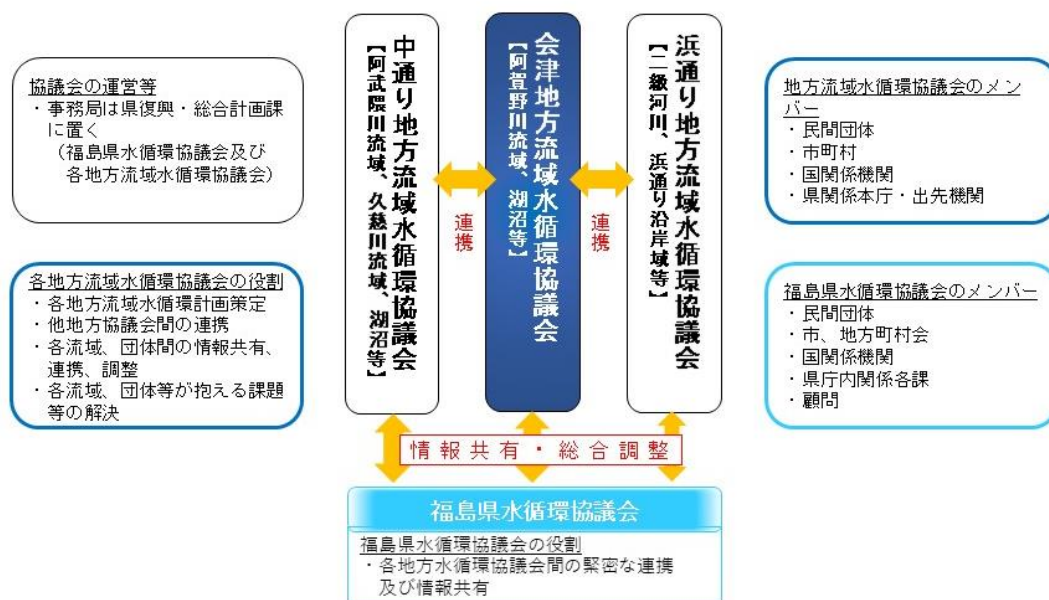 協議会の運営等
・事務局は県復興・総合計画課
に置く
（福島県水循環協議会及び
各地方流域水循環協議会）
各地方流域水循環協議会の役割
・各地方流域水循環計画策定
・他地方協議会間の連携
・各流域、団体間の情報共有、
連携、調整
・各流域、団体等が抱える課題
等の解決
中通り地方流域水循環協議会
【阿武隈川流域、久慈川流域、湖沼等】
連携
会津地方流域水循環協議会
【阿賀野川流域、湖沼等】
連携
浜通り地方流域水循環協議会
【二級河川、浜通り沿岸域等】
地方流域水循環協議会のメン
バー
・民間団体
・市町村
・国関係機関
・県関係本庁・出先機関
福島県水循環協議会のメンバー
・民間団体
・市、地方町村会
・国関係機関
・県庁内関係各課
・顧問
情報共有・総合調整
福島県水循環協議会
福島県水循環協議会の役割
・各地方水循環協議会間の緊密な連携
及び情報共有